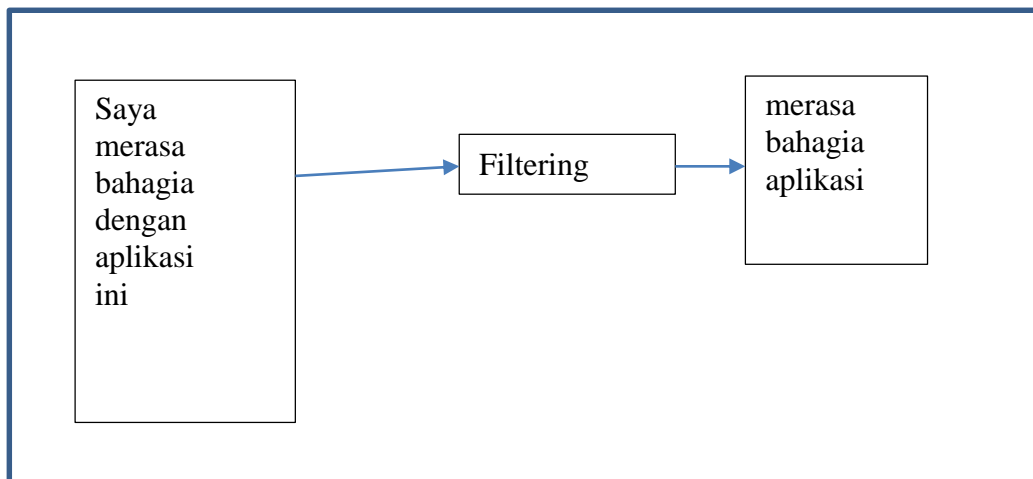 Saya
merasa
bahagia
dengan
aplikasi
ini
Filtering
merasa
bahagia
aplikasi